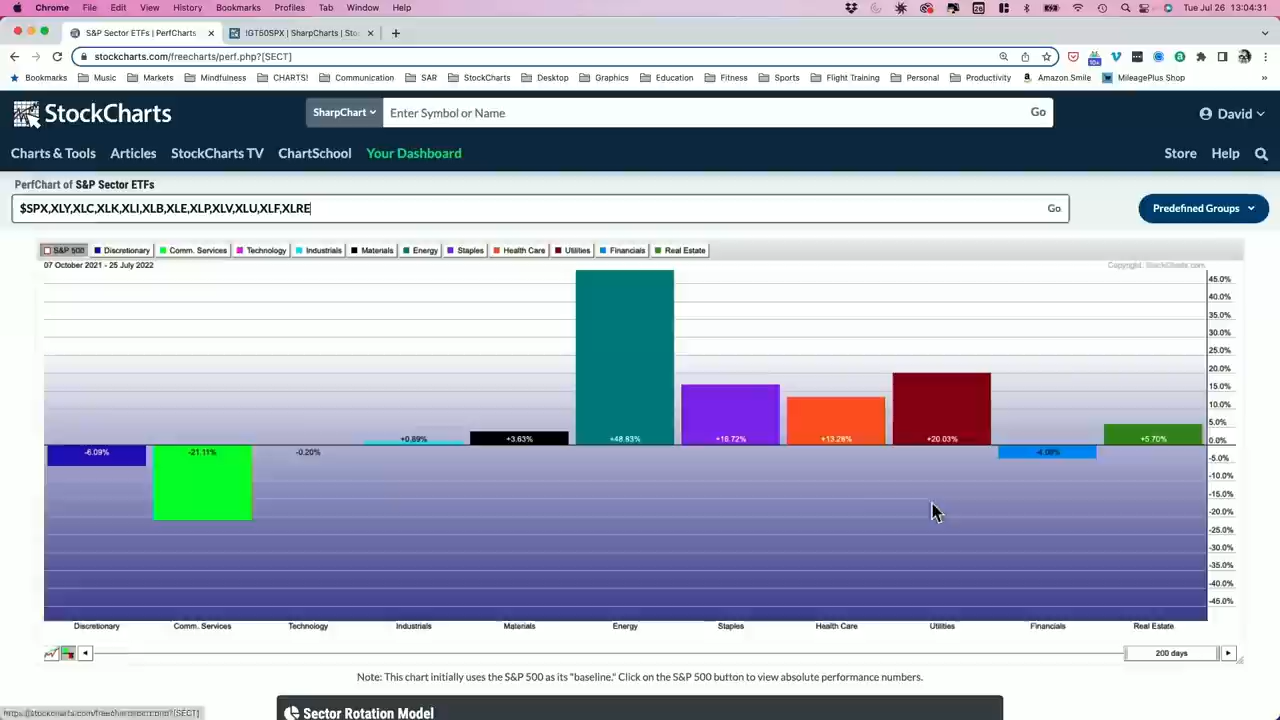 Chrome File Edit View History Bookmarks Profiles Tab Window Help Tue Jul 26 13:04:31
S&P Sector ETFs | PerfCharts !GT50SPX | SharpCharts | Sto
stockcharts.com/freecharts/perf.php?[SECT]
Bookmarks Music Markets Mindfulness CHARTS! Communication SAR StockCharts Desktop Graphics Education Fitness Sports Flight Training Personal Productivity Amazon Smile MileagePlus Shop
StockCharts SharpChart Enter Symbol or Name Go David
Charts & Tools Articles StockCharts TV ChartSchool Your Dashboard Store Help
PerfChart of S&P Sector ETFs
$SPX,XLY,XLC,XLK,XLI,XLB,XLE,XLP,XLV,XLU,XLF,XLRE Go Predefined Groups
S&P 500 Discretionary Comm. Services Technology Industrials Materials Energy Staples Health Care Utilities Financials Real Estate
07 October 2021 - 25 July 2022 Copyright, StockCharts.com
45.0%
40.0%
35.0%
30.0%
25.0%
20.0%
15.0%
10.0%
5.0%
+0.89% +3.63% +48.83% +16.72% +13.28% +20.03% +5.70% 0.0%
-6.09% -21.11% -0.20% -4.08%
-5.0%
-10.0%
-15.0%
-20.0%
-25.0%
-30.0%
-35.0%
-40.0%
-45.0%
Discretionary Comm. Services Technology Industrials Materials Energy Staples Health Care Utilities Financials Real Estate
200 days
Note: This chart initially uses the S&P 500 as its "baseline." Click on the S&P 500 button to view absolute performance numbers.
Sector Rotation Model